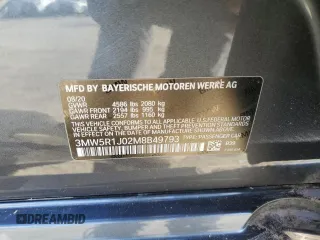 MFD BY BAYERISCHE MOTOREN WERKE AG
08/20
GVWR 4586 lbs 2080 kg
GAWR FRONT 2194 lbs 995 kg
GAWR REAR 2557 lbs 1160 kg
THIS VEHICLE CONFORMS TO ALL APPLICABLE FEDERAL MOTOR
VEHICLE SAFETY, BUMPER, AND THEFT PREVENTION STANDARDS
IN EFFECT ON THE DATE OF MANUFACTURE SHOWN ABOVE.
3MW5R1J02M8B49793 TYPE: PASSENGER CAR
DREAMBID